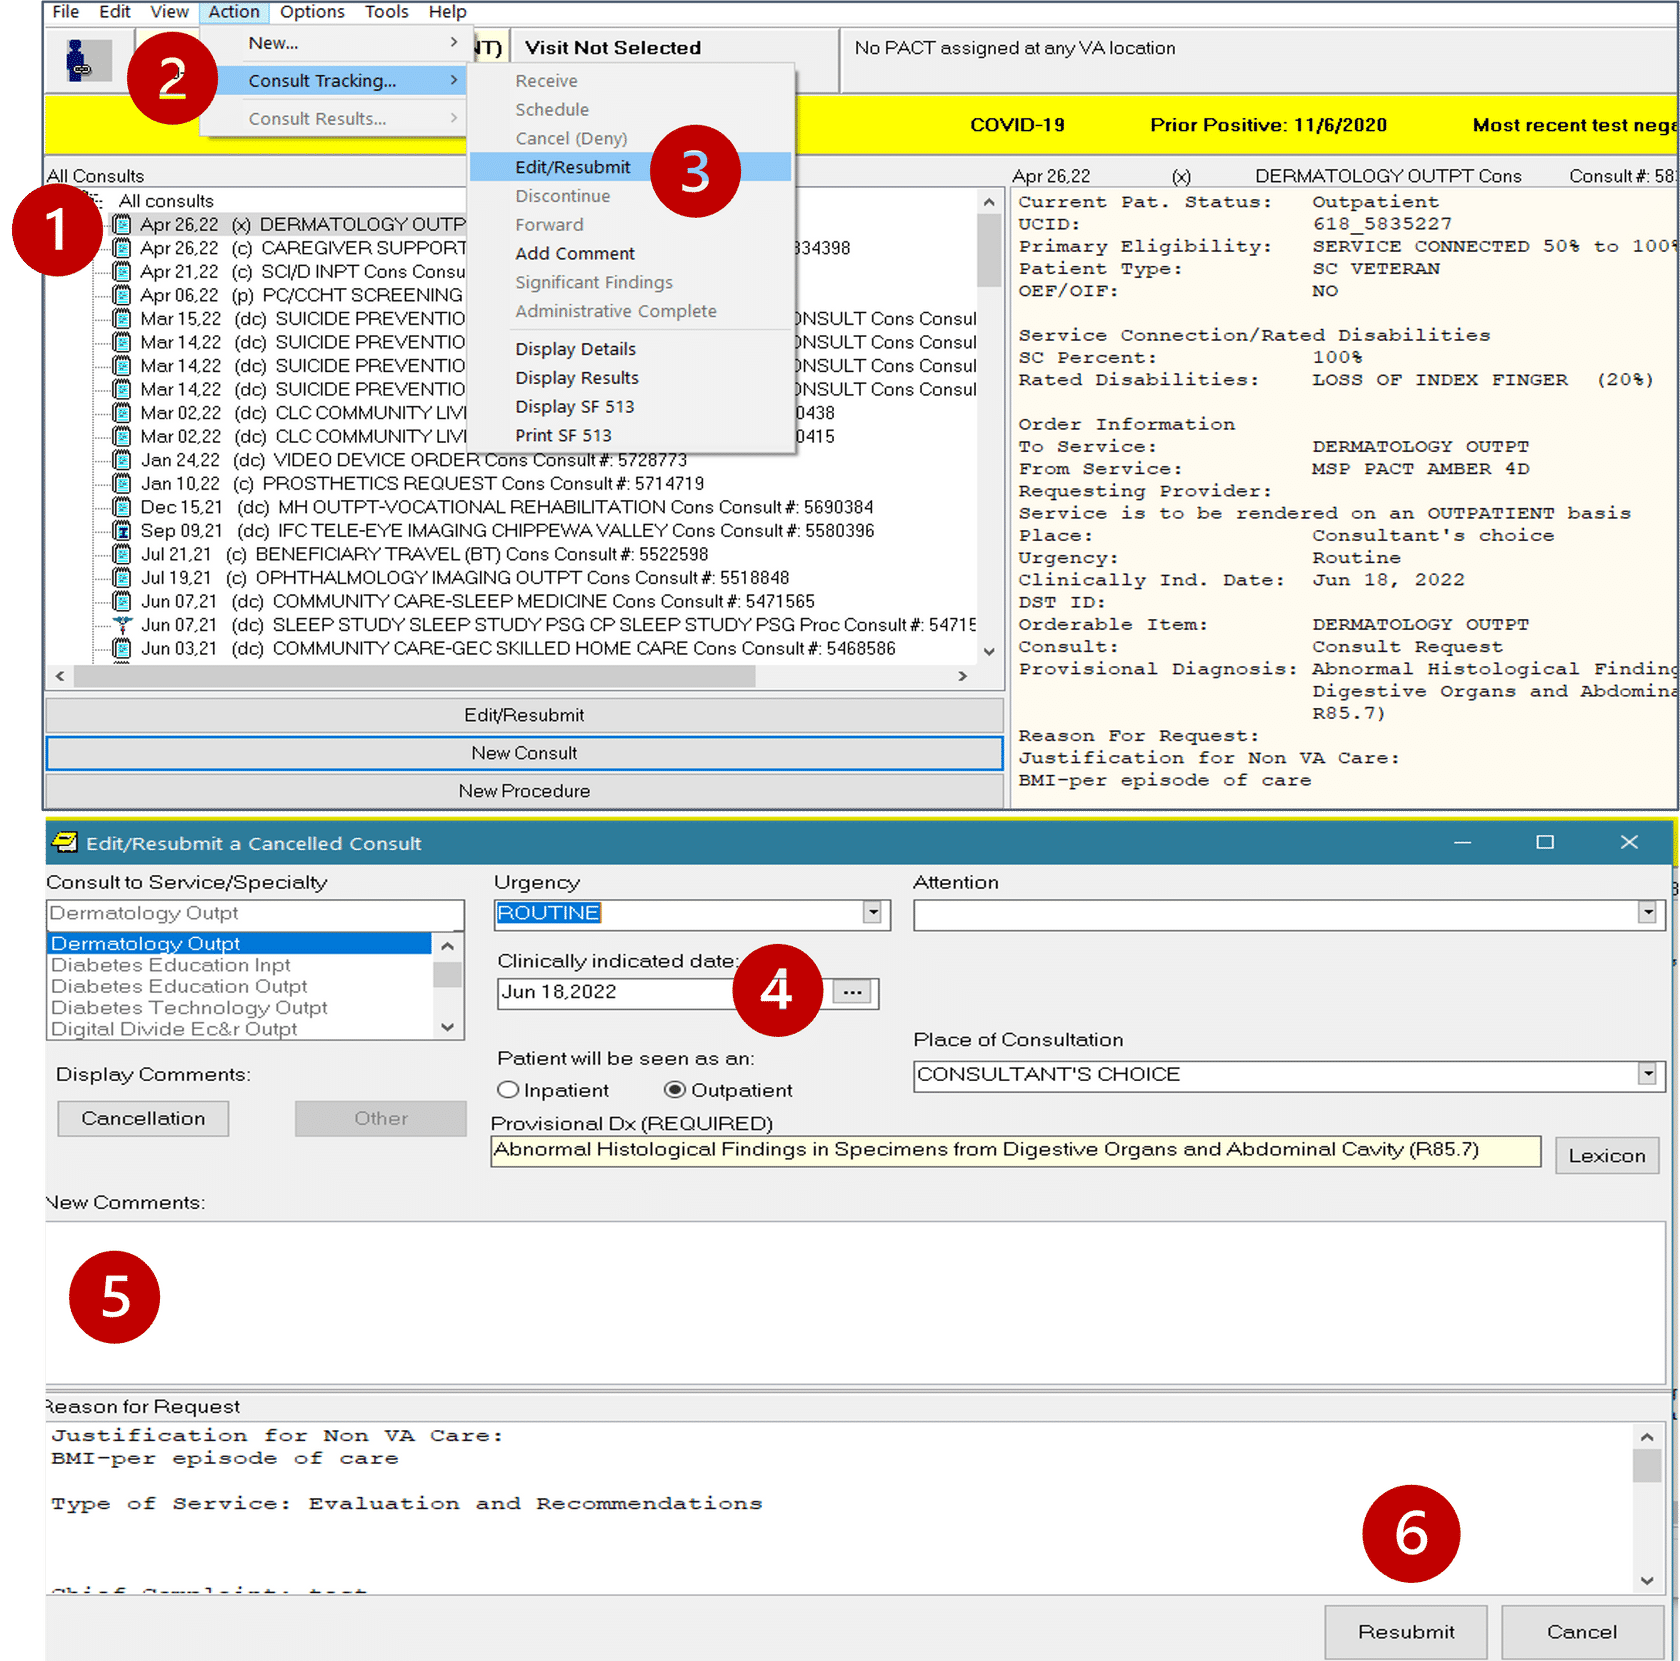 File Edit View Action Options Tools Help
New...
2
Consult Tracking...
Consult Results...
NT)
Visit Not Selected
No PACT assigned at any VA location
COVID-19 Prior Positive: 11/6/2020 Most recent test nega
Receive
Schedule
Cancel (Deny)
Edit/Resubmit
3
Discontinue
Forward
Add Comment
Significant Findings
Administrative Complete
Display Details
Display Results
Display SF 513
Print SF 513
All Consults
1
All consults
Apr 26,22 (x) DERMATOLOGY OUTP
Apr 26,22 (c) CAREGIVER SUPPORT 834398
Apr 21,22 (c) SCI/D INPT Cons Consu
Apr 06,22 (p) PC/CCHT SCREENING
Mar 15,22 (dc) SUICIDE PREVENTIO ONSULT Cons Consul
Mar 14,22 (dc) SUICIDE PREVENTIO ONSULT Cons Consul
Mar 14,22 (dc) SUICIDE PREVENTIO ONSULT Cons Consul
Mar 14,22 (dc) SUICIDE PREVENTIO ONSULT Cons Consul
Mar 02,22 (dc) CLC COMMUNITY LIVI 0438
Mar 02,22 (dc) CLC COMMUNITY LIVI 0415
Jan 24,22 (dc) VIDEO DEVICE ORDER Cons Consult #: 5728773
Jan 10,22 (c) PROSTHETICS REQUEST Cons Consult #: 5714719
Dec 15,21 (dc) MH OUTPT-VOCATIONAL REHABILITATION Cons Consult #: 5690384
Sep 09,21 (dc) IFC TELE-EYE IMAGING CHIPPEWA VALLEY Cons Consult #: 5580396
Jul 21,21 (c) BENEFICIARY TRAVEL (BT) Cons Consult #: 5522598
Jul 19,21 (c) OPHTHALMOLOGY IMAGING OUTPT Cons Consult #: 5518848
Jun 07,21 (dc) COMMUNITY CARE-SLEEP MEDICINE Cons Consult #: 5471565
Jun 07,21 (dc) SLEEP STUDY SLEEP STUDY PSG CP SLEEP STUDY PSG Proc Consult #: 54715
Jun 03,21 (dc) COMMUNITY CARE-GEC SKILLED HOME CARE Cons Consult #: 5468586
Edit/Resubmit
New Consult
New Procedure
Apr 26,22 (x) DERMATOLOGY OUTPT Cons Consult #: 583
Current Pat. Status: Outpatient
UCID: 618_5835227
Primary Eligibility: SERVICE CONNECTED 50% to 100%
Patient Type: SC VETERAN
OEF/OIF: NO
Service Connection/Rated Disabilities
SC Percent: 100%
Rated Disabilities: LOSS OF INDEX FINGER (20%)
Order Information
To Service: DERMATOLOGY OUTPT
From Service: MSP PACT AMBER 4D
Requesting Provider:
Service is to be rendered on an OUTPATIENT basis
Place: Consultant's choice
Urgency: Routine
Clinically Ind. Date: Jun 18, 2022
DST ID:
Orderable Item: DERMATOLOGY OUTPT
Consult: Consult Request
Provisional Diagnosis: Abnormal Histological Finding
Digestive Organs and Abdomina
R85.7)
Reason For Request:
Justification for Non VA Care:
BMI-per episode of care
Edit/Resubmit a Cancelled Consult
Consult to Service/Specialty
Dermatology Outpt
Dermatology Outpt
Diabetes Education Inpt
Diabetes Education Outpt
Diabetes Technology Outpt
Digital Divide Ec&r Outpt
Display Comments:
Cancellation
Other
Urgency
ROUTINE
Clinically indicated date:
Jun 18,2022
...
4
Patient will be seen as an:
Inpatient
Outpatient
Attention
Place of Consultation
CONSULTANT'S CHOICE
Provisional Dx (REQUIRED)
Abnormal Histological Findings in Specimens from Digestive Organs and Abdominal Cavity (R85.7)
Lexicon
New Comments:
5
Reason for Request
Justification for Non VA Care:
BMI-per episode of care
Type of Service: Evaluation and Recommendations
Chief Complaint: test
6
Resubmit
Cancel